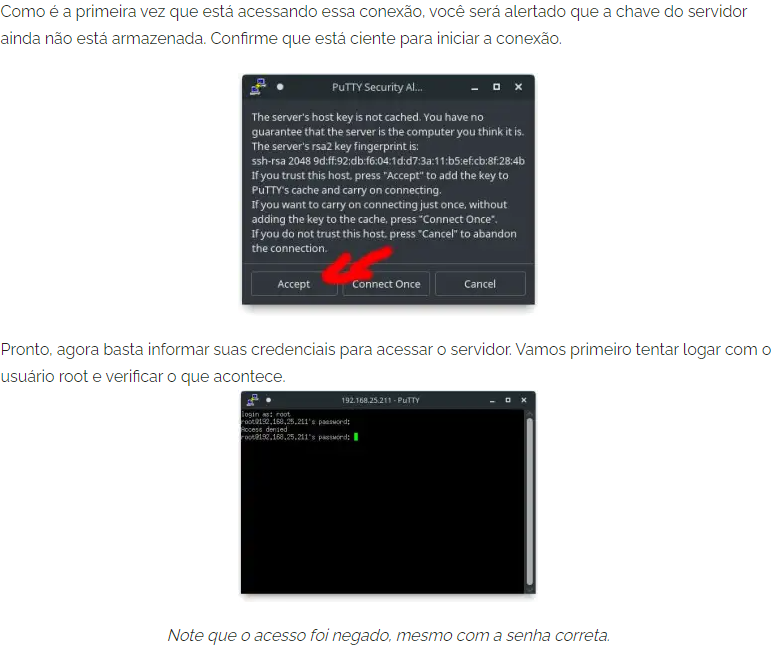 Como é a primeira vez que está acessando essa conexão, você será alertado que a chave do servidor
ainda não está armazenada. Confirme que está ciente para iniciar a conexão.
PuTTY Security Al...
The server's host key is not cached. You have no
guarantee that the server is the computer you think it is.
The server's rsa2 key fingerprint is:
ssh-rsa 2048 9d:ff:92:db:f6:04:1d:d7:3a:11:b5:ef:cb:8f:28:4b
If you trust this host, press "Accept" to add the key to
PuTTY's cache and carry on connecting.
If you want to carry on connecting just once, without
adding the key to the cache, press "Connect Once".
If you do not trust this host, press "Cancel" to abandon
the connection.
Accept Connect Once Cancel
Pronto, agora basta informar suas credenciais para acessar o servidor. Vamos primeiro tentar logar com o
usuário root e verificar o que acontece.
192.168.25.211 - PuTTY
login as: root
root@192.168.25.211's password:
Access denied
root@192.168.25.211's password:
Note que o acesso foi negado, mesmo com a senha correta.